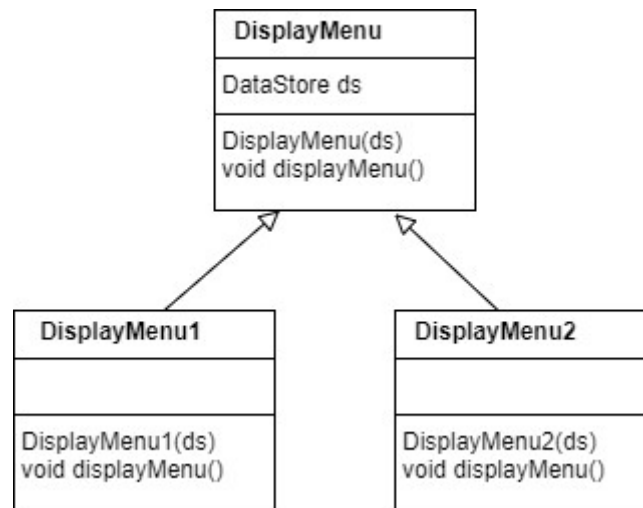 DisplayMenu
DataStore ds
DisplayMenu(ds)
void displayMenu()
DisplayMenu1
DisplayMenu1(ds)
void displayMenu()
DisplayMenu2
DisplayMenu2(ds)
void displayMenu()